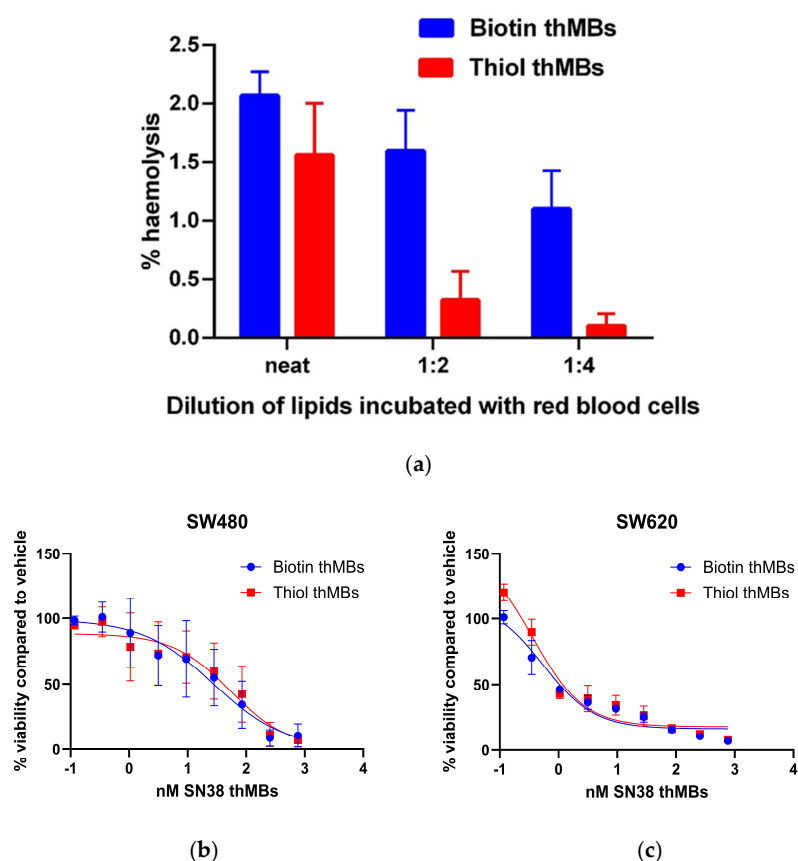 Biotin thMBs
Thiol thMBs
% haemolysis
2.5
2.0
1.5
1.0
0.5
0.0
neat 1:2 1:4
Dilution of lipids incubated with red blood cells
(a)
SW480
% viability compared to vehicle
150
100
50
0
-1 0 1 2 3 4
nM SN38 thMBs
Biotin thMBs
Thiol thMBs
(b)
SW620
% viability compared to vehicle
150
100
50
0
-1 0 1 2 3 4
nM SN38 thMBs
Biotin thMBs
Thiol thMBs
(c)